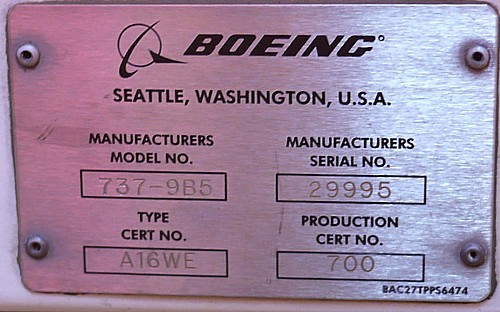 BOEING®
SEATTLE, WASHINGTON, U.S.A.
MANUFACTURERS
MODEL NO.
737-9B5
MANUFACTURERS
SERIAL NO.
29995
TYPE
CERT NO.
A16WE
PRODUCTION
CERT NO.
700
BAC27TPPS6474